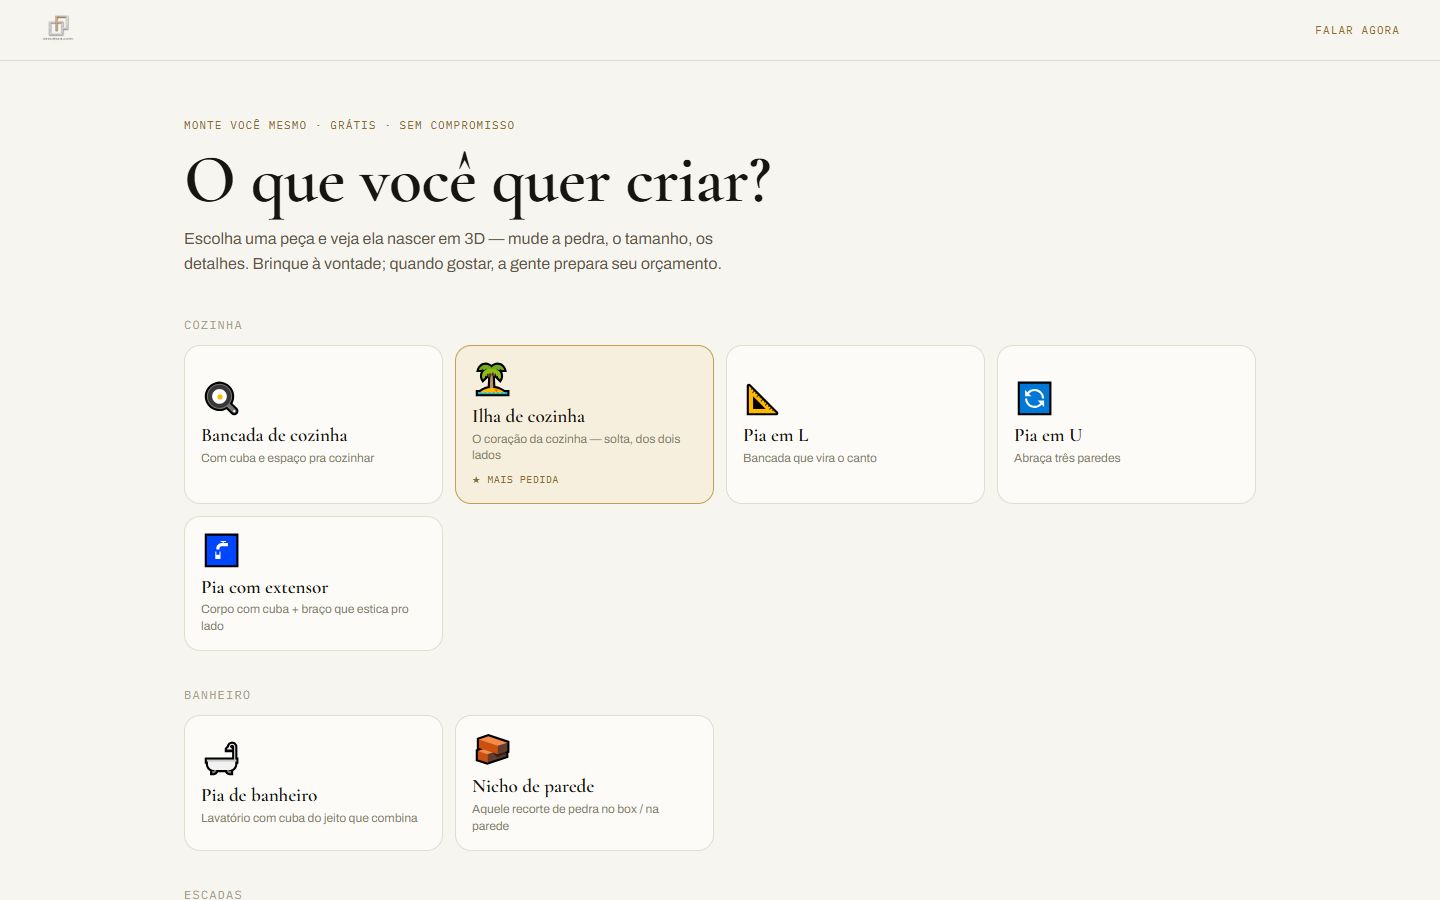 FALAR AGORA
MONTE VOCÊ MESMO · GRÁTIS · SEM COMPROMISSO
O que você quer criar?
Escolha uma peça e veja ela nascer em 3D — mude a pedra, o tamanho, os
detalhes. Brinque à vontade; quando gostar, a gente prepara seu orçamento.
COZINHA
Bancada de cozinha
Com cuba e espaço pra cozinhar
Ilha de cozinha
O coração da cozinha — solta, dos dois
lados
★ MAIS PEDIDA
Pia em L
Bancada que vira o canto
Pia em U
Abraça três paredes
Pia com extensor
Corpo com cuba + braço que estica pro
lado
BANHEIRO
Pia de banheiro
Lavatório com cuba do jeito que combina
Nicho de parede
Aquele recorte de pedra no box / na
parede
ESCADAS